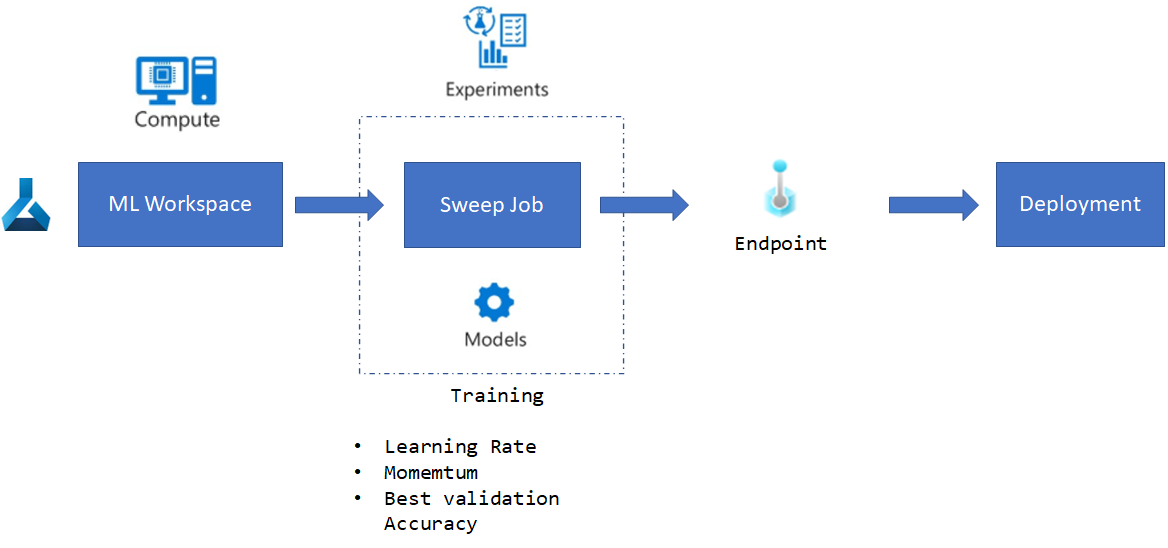 Experiments
Compute
ML Workspace
Sweep Job
Endpoint
Deployment
Models
Training
• Learning Rate
• Momemtum
• Best validation
Accuracy